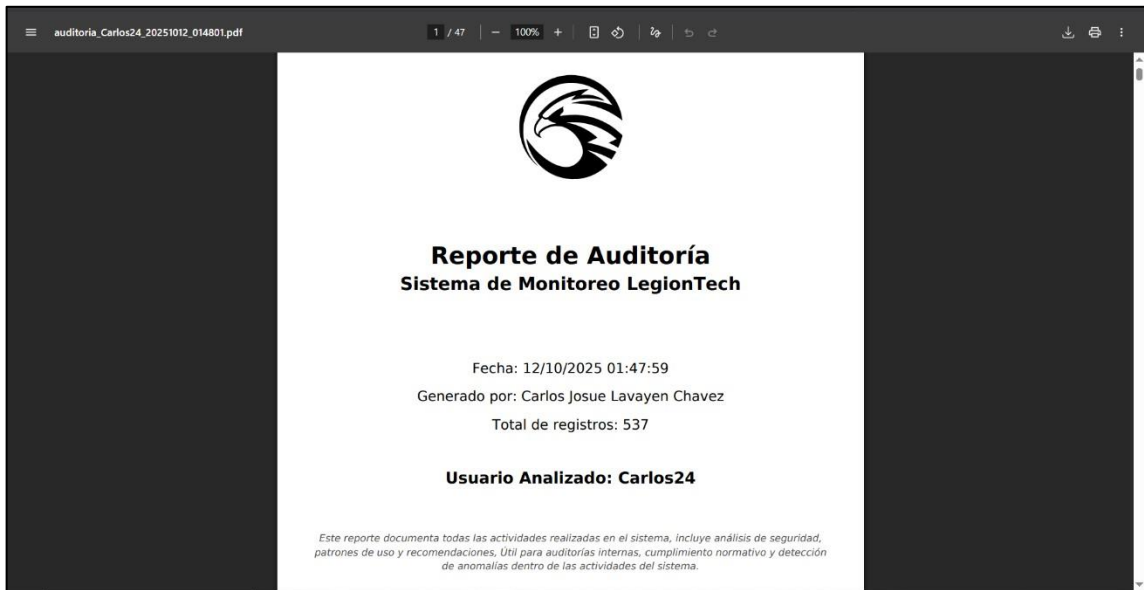 auditoria_Carlos24_20251012_014801.pdf
1 / 47
100%
Reporte de Auditoría
Sistema de Monitoreo LegionTech
Fecha: 12/10/2025 01:47:59
Generado por: Carlos Josue Lavayen Chavez
Total de registros: 537
Usuario Analizado: Carlos24
Este reporte documenta todas las actividades realizadas en el sistema, incluye análisis de seguridad,
patrones de uso y recomendaciones, Útil para auditorías internas, cumplimiento normativo y detección
de anomalías dentro de las actividades del sistema.